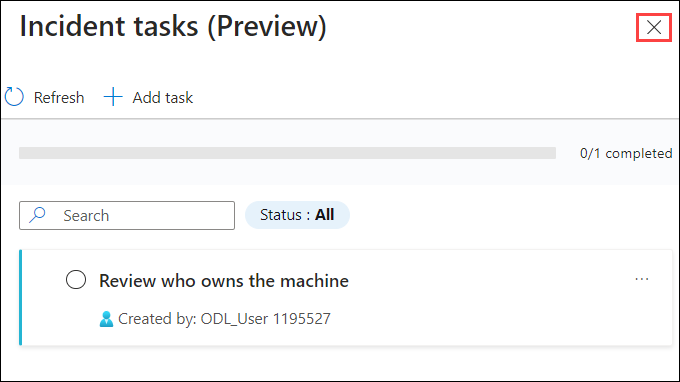 Incident tasks (Preview)
Refresh Add task
0/1 completed
Search Status : All
Review who owns the machine
Created by: ODL_User 1195527